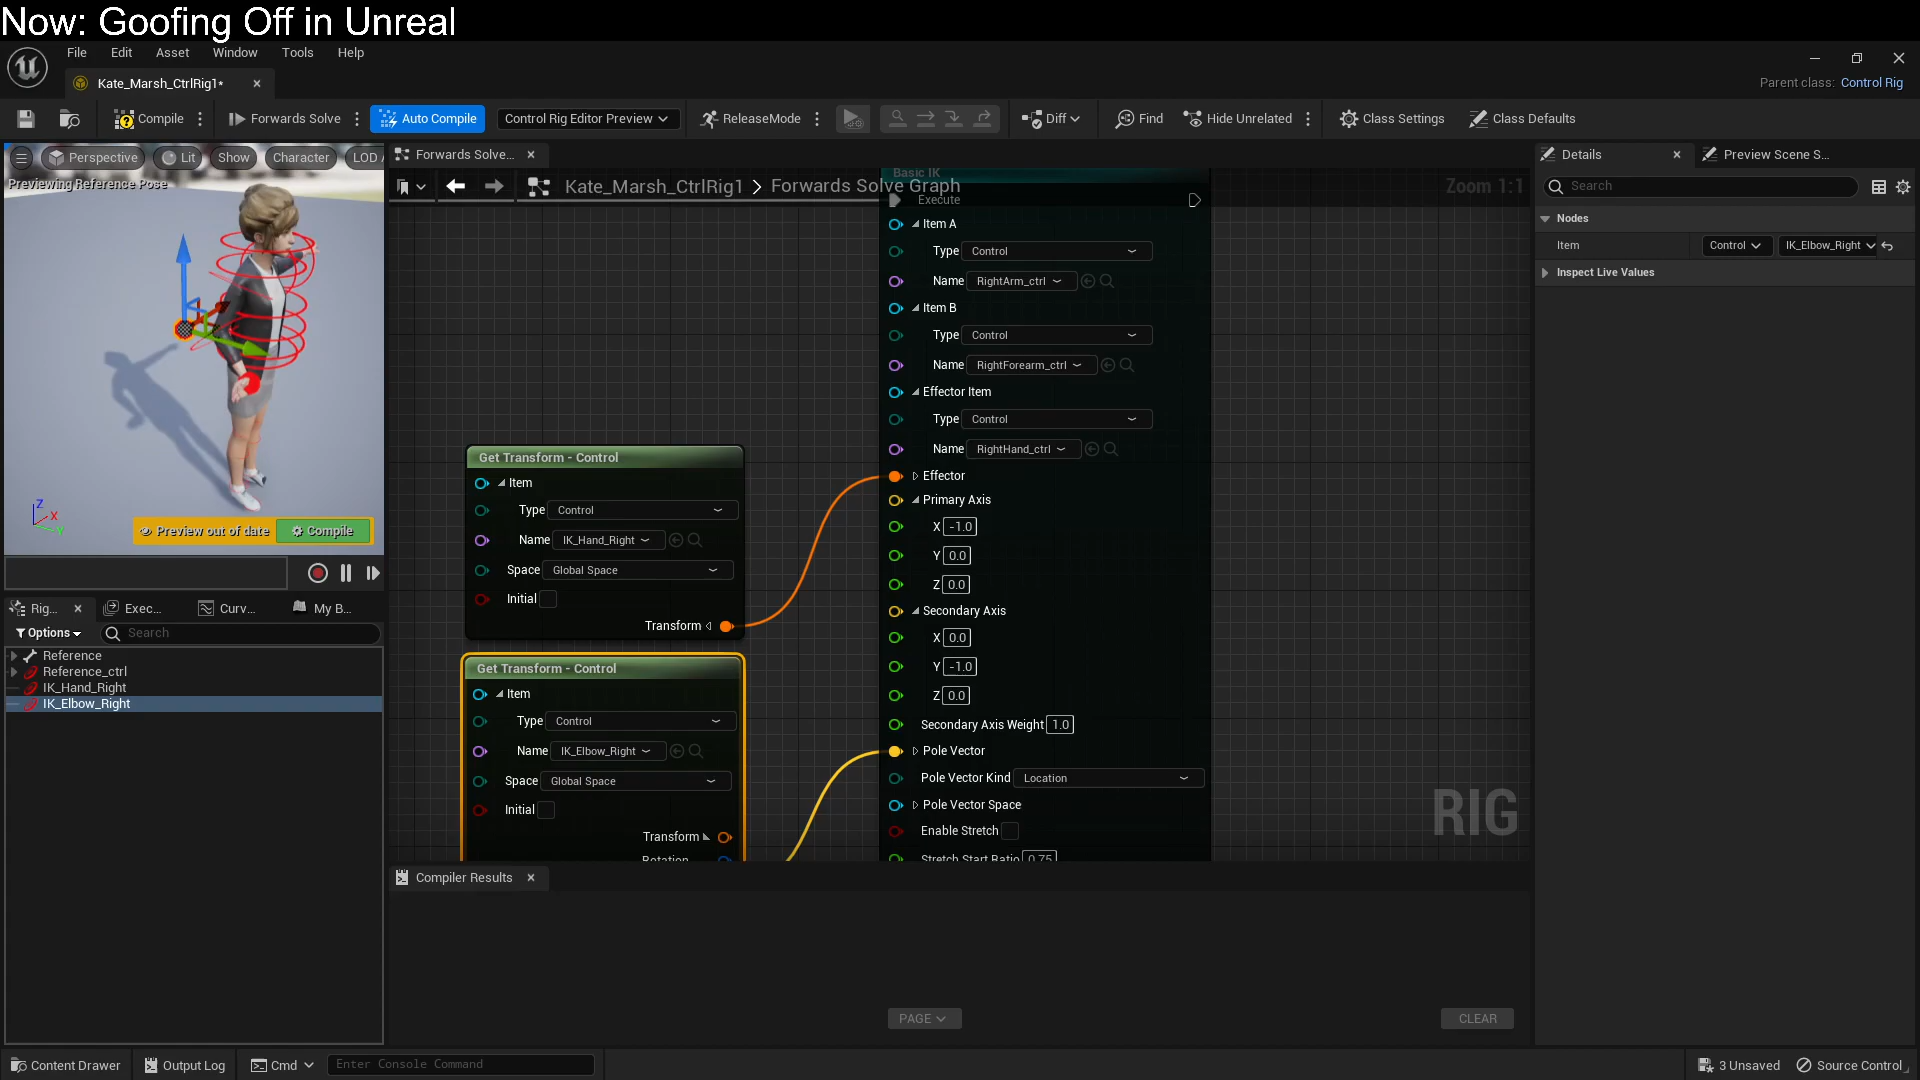 Now: Goofing Off in Unreal
File Edit Asset Window Tools Help
Kate_Marsh_CtrlRig1*
Parent class: Control Rig
Compile Forwards Solve Auto Compile Control Rig Editor Preview ReleaseMode Diff Find Hide Unrelated Class Settings Class Defaults
Perspective Lit Show Character LOD A
Previewing Reference Pose
Z X Y
Preview out of date Compile
Forwards Solve...
Kate_Marsh_CtrlRig1 > Forwards Solve Graph
Zoom 1:1
Basic IK
Execute
Item A
Type Control
Name RightArm_ctrl
Item B
Type Control
Name RightForearm_ctrl
Effector Item
Type Control
Name RightHand_ctrl
Effector
Primary Axis
X -1.0
Y 0.0
Z 0.0
Secondary Axis
X 0.0
Y -1.0
Z 0.0
Secondary Axis Weight 1.0
Pole Vector
Pole Vector Kind Location
Pole Vector Space
Enable Stretch
Stretch Start Ratio 0.75
Get Transform - Control
Item
Type Control
Name IK_Hand_Right
Space Global Space
Initial
Transform
Get Transform - Control
Item
Type Control
Name IK_Elbow_Right
Space Global Space
Initial
Transform
Rotation
RIG
Rig... Exec... Curv... My B...
Options Search
Reference
Reference_ctrl
IK_Hand_Right
IK_Elbow_Right
Compiler Results
PAGE CLEAR
Details Preview Scene S...
Search
Nodes
Item Control IK_Elbow_Right
Inspect Live Values
Content Drawer Output Log Cmd Enter Console Command 3 Unsaved Source Control